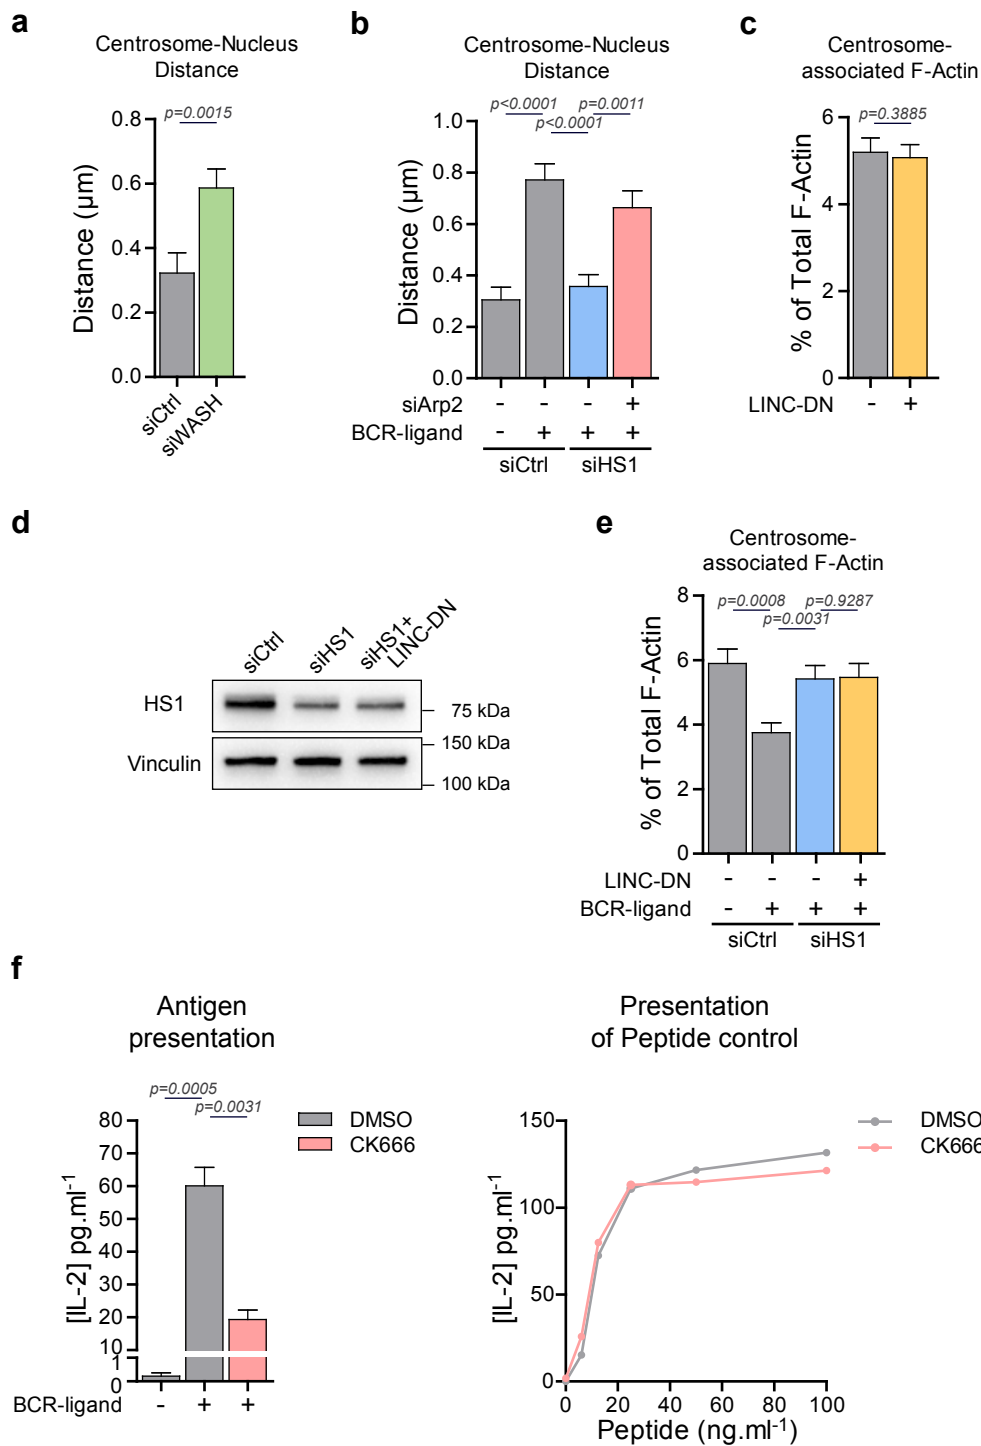 a
Centrosome-Nucleus
Distance
p=0.0015
Distance (µm)
0.8
0.6
0.4
0.2
0.0
siCtrl
siWASH
b
Centrosome-Nucleus
Distance
p<0.0001
p=0.0011
p<0.0001
Distance (µm)
1.0
0.8
0.6
0.4
0.2
0.0
siArp2 - - - +
BCR-ligand - + + +
siCtrl siHS1
c
Centrosome-
associated F-Actin
p=0.3885
% of Total F-Actin
6
4
2
0
LINC-DN - +
d
siCtrl
siHS1
siHS1+
LINC-DN
HS1
75 kDa
150 kDa
Vinculin
100 kDa
e
Centrosome-
associated F-Actin
p=0.0008
p=0.9287
p=0.0031
% of Total F-Actin
8
6
4
2
0
LINC-DN - - - +
BCR-ligand - + + +
siCtrl siHS1
f
Antigen
presentation
p=0.0005
p=0.0031
DMSO
CK666
[IL-2] pg.ml-1
80
70
60
50
40
30
20
10
1
0
BCR-ligand - + +
Presentation
of Peptide control
DMSO
CK666
[IL-2] pg.ml-1
150
100
50
0
0 20 40 60 80 100
Peptide (ng.ml-1)